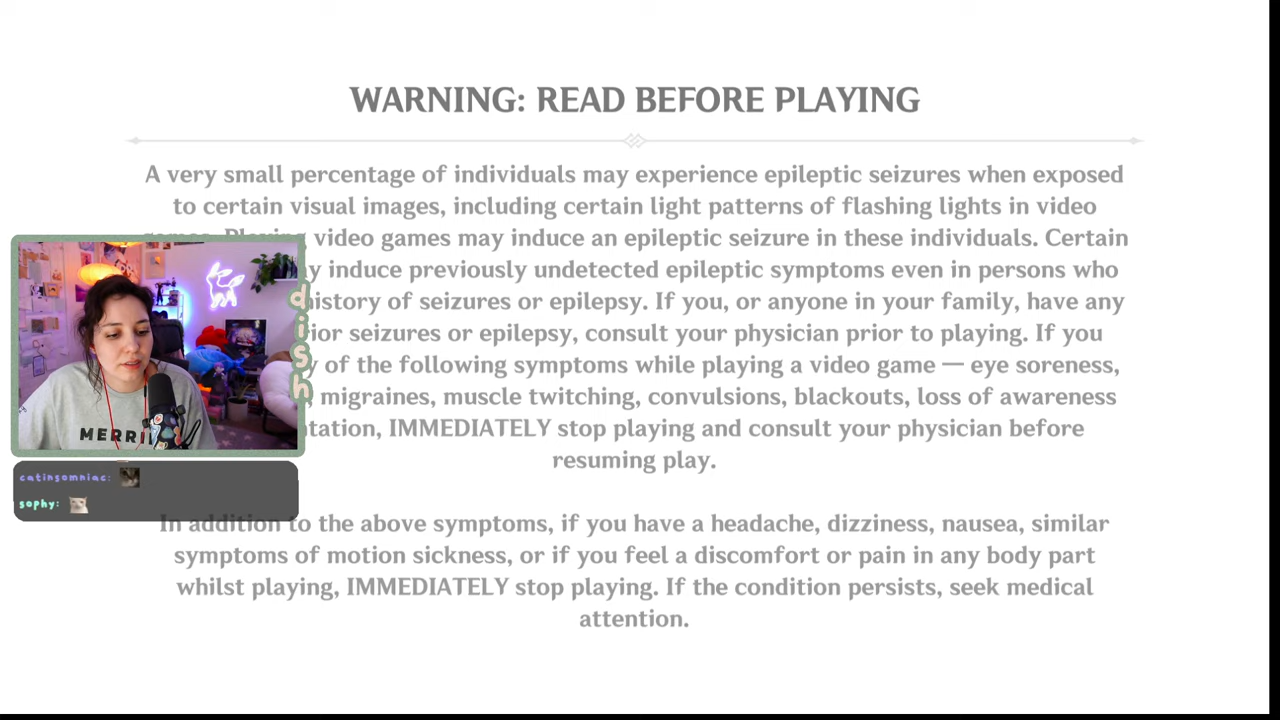 WARNING: READ BEFORE PLAYING
A very small percentage of individuals may experience epileptic seizures when exposed
to certain visual images, including certain light patterns of flashing lights in video
video games may induce an epileptic seizure in these individuals. Certain
induce previously undetected epileptic symptoms even in persons who
history of seizures or epilepsy. If you, or anyone in your family, have any
seizures or epilepsy, consult your physician prior to playing. If you
of the following symptoms while playing a video game — eye soreness,
migraines, muscle twitching, convulsions, blackouts, loss of awareness
IMMEDIATELY stop playing and consult your physician before
resuming play.
dish
MERRI
catinsomniac:
sophy:
In addition to the above symptoms, if you have a headache, dizziness, nausea, similar
symptoms of motion sickness, or if you feel a discomfort or pain in any body part
whilst playing, IMMEDIATELY stop playing. If the condition persists, seek medical
attention.